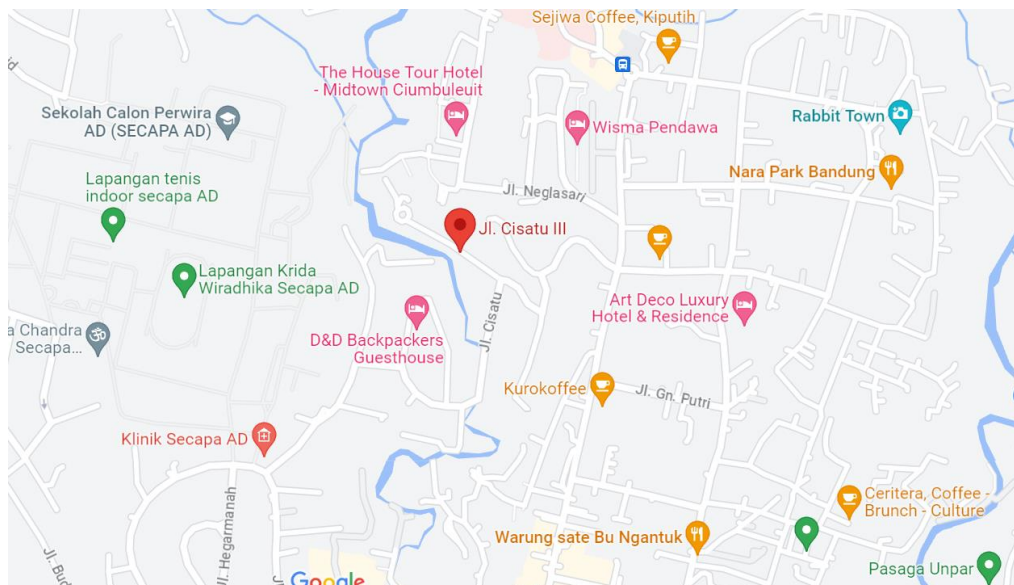 Sejiwa Coffee, Kiputih
The House Tour Hotel
- Midtown Ciumbuleuit
Sekolah Calon Perwira
AD (SECAPA AD)
Wisma Pendawa
Rabbit Town
Nara Park Bandung
Lapangan tenis
indoor secapa AD
Jl. Neglasari
Jl. Cisatu III
Lapangan Krida
Wiradhika Secapa AD
Art Deco Luxury
Hotel & Residence
a Chandra
Secapa...
D&D Backpackers
Guesthouse
Jl. Cisatu
Kurokoffee
Jl. Gn. Putri
Klinik Secapa AD
Jl. Hegarmanah
Ceritera, Coffee -
Brunch - Culture
Warung sate Bu Ngantuk
Jl. Bud
Pasaga Unpar
Google